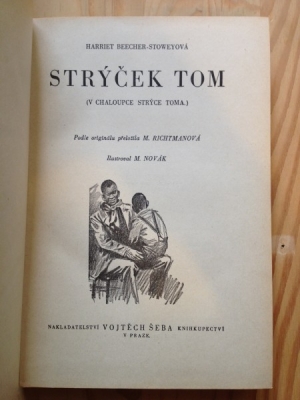 HARRIET BEECHER-STOWEYOVÁ
STRÝČEK TOM
(V CHALOUPCE STRÝCE TOMA.)
Podle originálu přeložila M. RICHTMANOVÁ
Ilustroval M. NOVÁK
NAKLADATELSTVÍ VOJTĚCH ŠEBA KNIHKUPECTVÍ
V PRAZE.